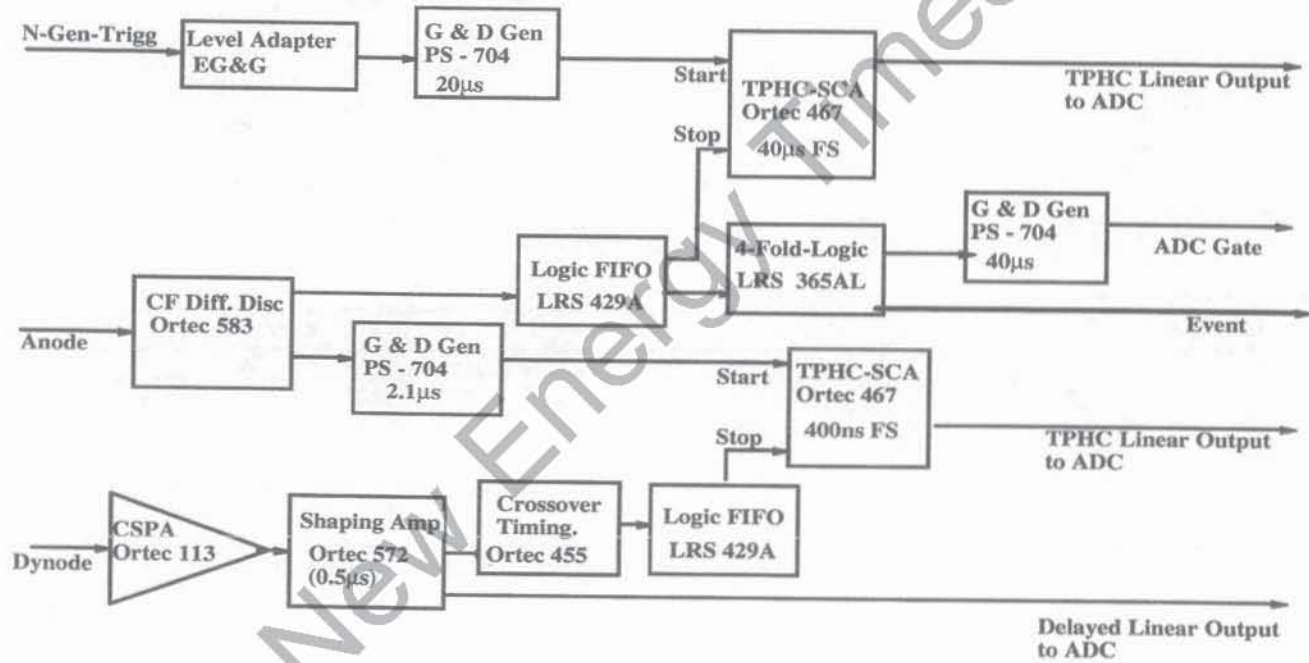 N-Gen-Trigg
Level Adapter
EG&G
G & D Gen
PS - 704
20µs
Start
TPHC-SCA
Ortec 467
40µs FS
Stop
TPHC Linear Output
to ADC
G & D Gen
PS - 704
40µs
ADC Gate
4-Fold-Logic
LRS 365AL
Event
Logic FIFO
LRS 429A
CF Diff. Disc
Ortec 583
Anode
G & D Gen
PS - 704
2.1µs
Start
TPHC-SCA
Ortec 467
400ns FS
Stop
TPHC Linear Output
to ADC
Dynode
CSPA
Ortec 113
Shaping Amp
Ortec 572
(0.5µs)
Crossover
Timing.
Ortec 455
Logic FIFO
LRS 429A
Delayed Linear Output
to ADC
New Energy Times